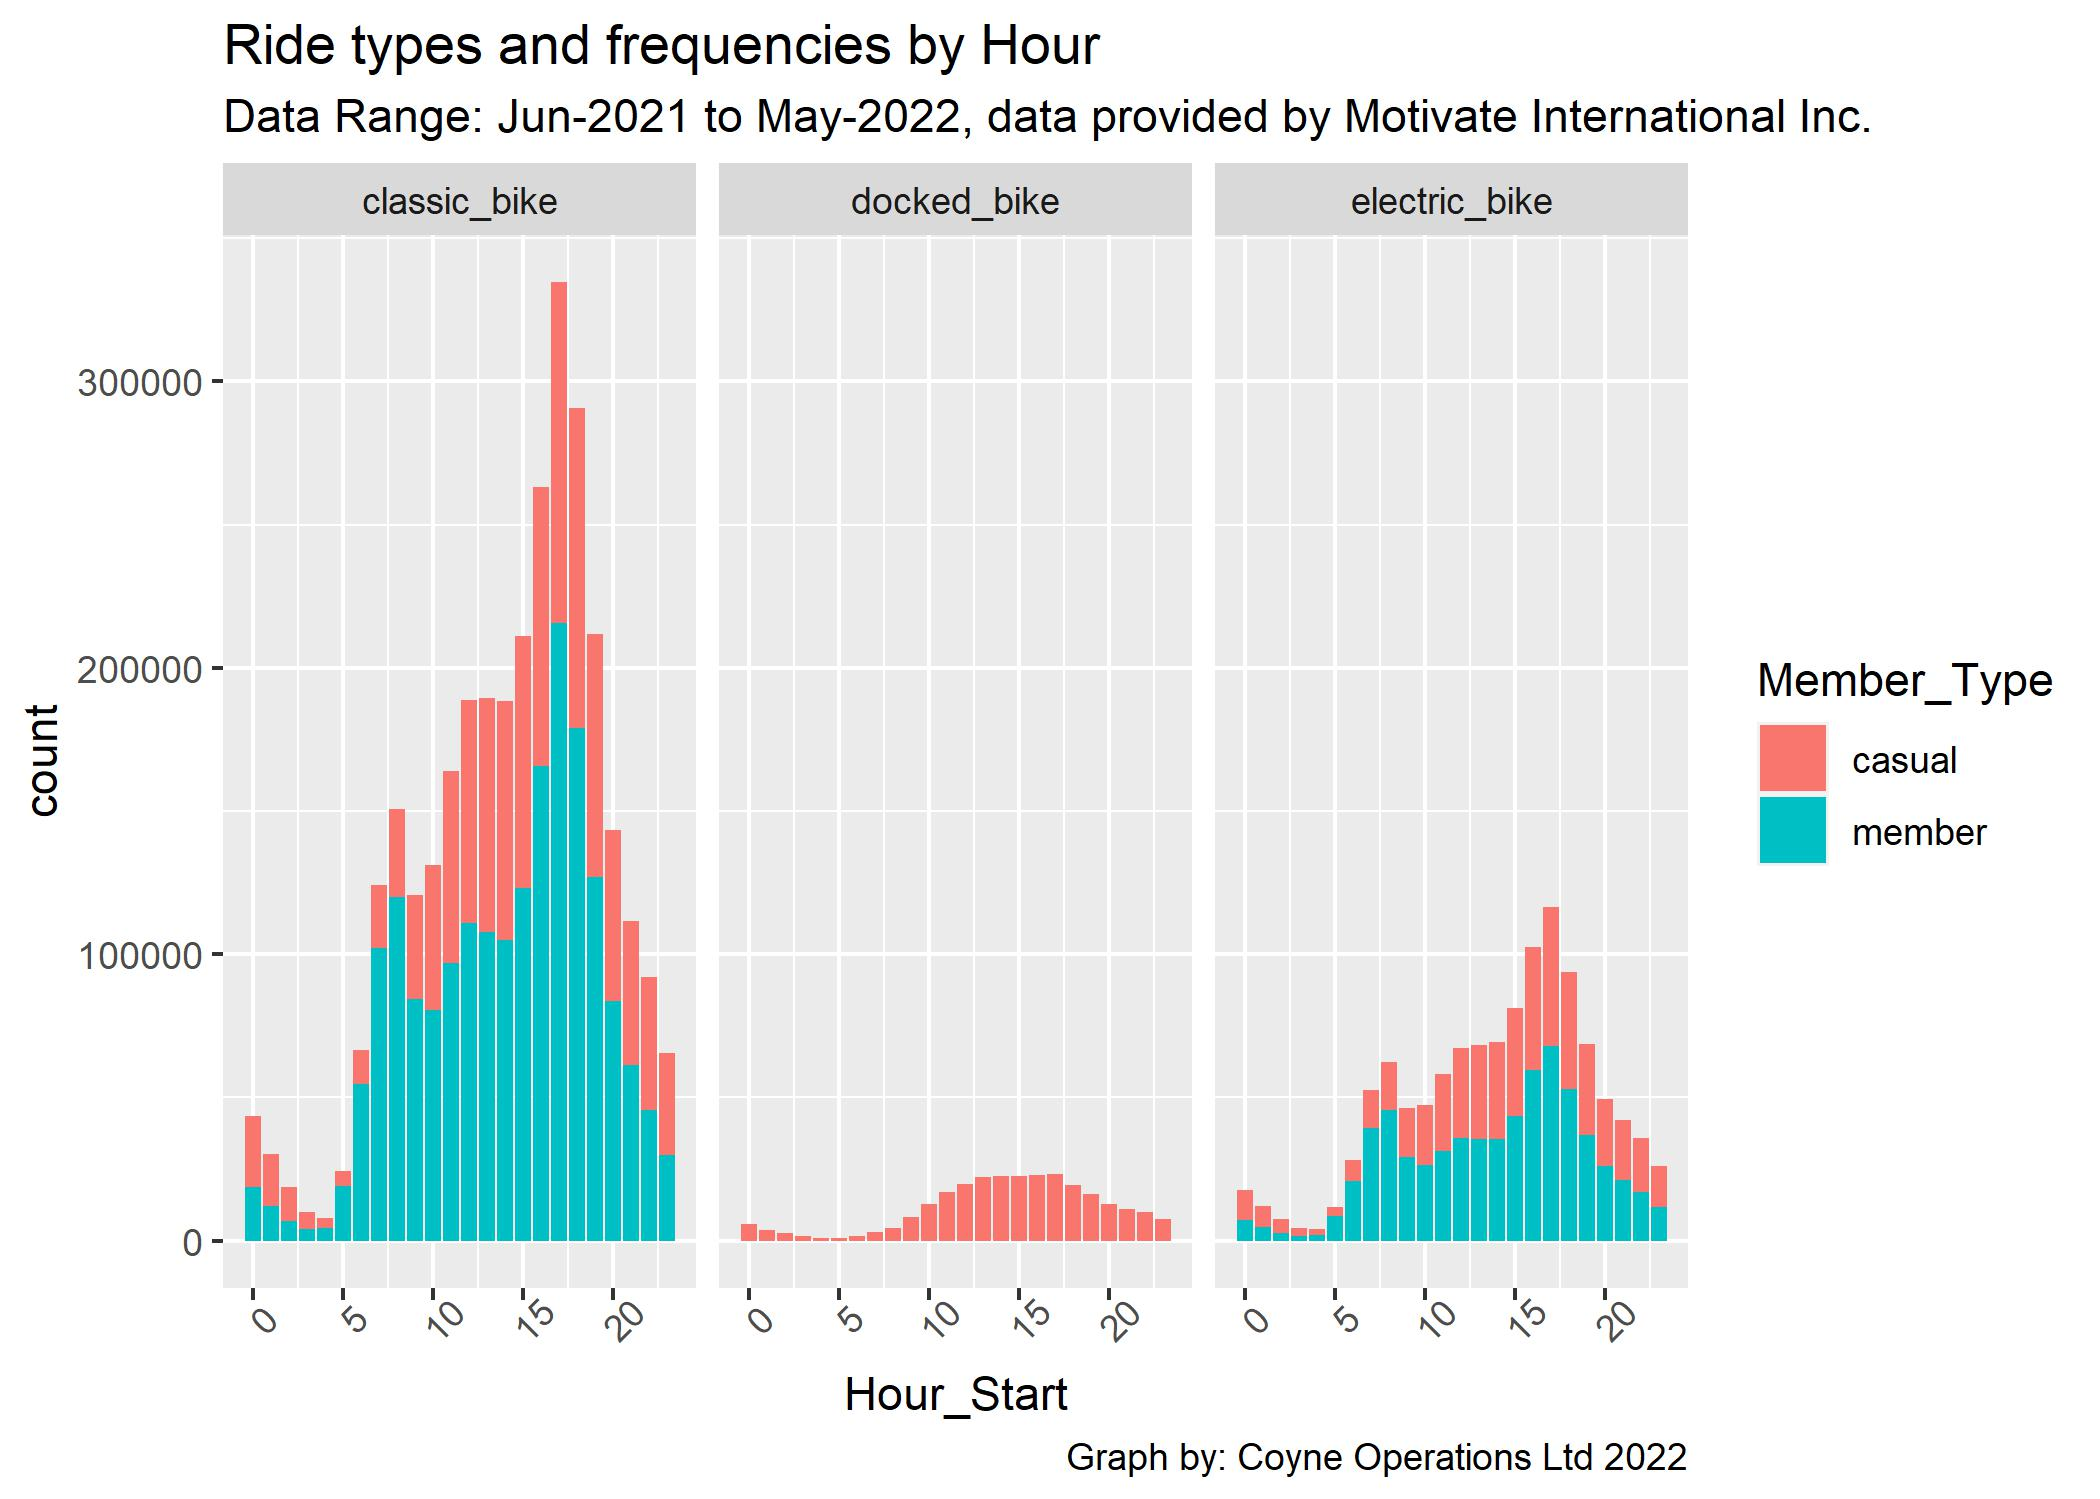 Ride types and frequencies by Hour
Data Range: Jun-2021 to May-2022, data provided by Motivate International Inc.
classic_bike docked_bike electric_bike
300000
200000
100000
0
count
0 5 10 15 20 0 5 10 15 20 0 5 10 15 20
Hour_Start
Member_Type
casual
member
Graph by: Coyne Operations Ltd 2022